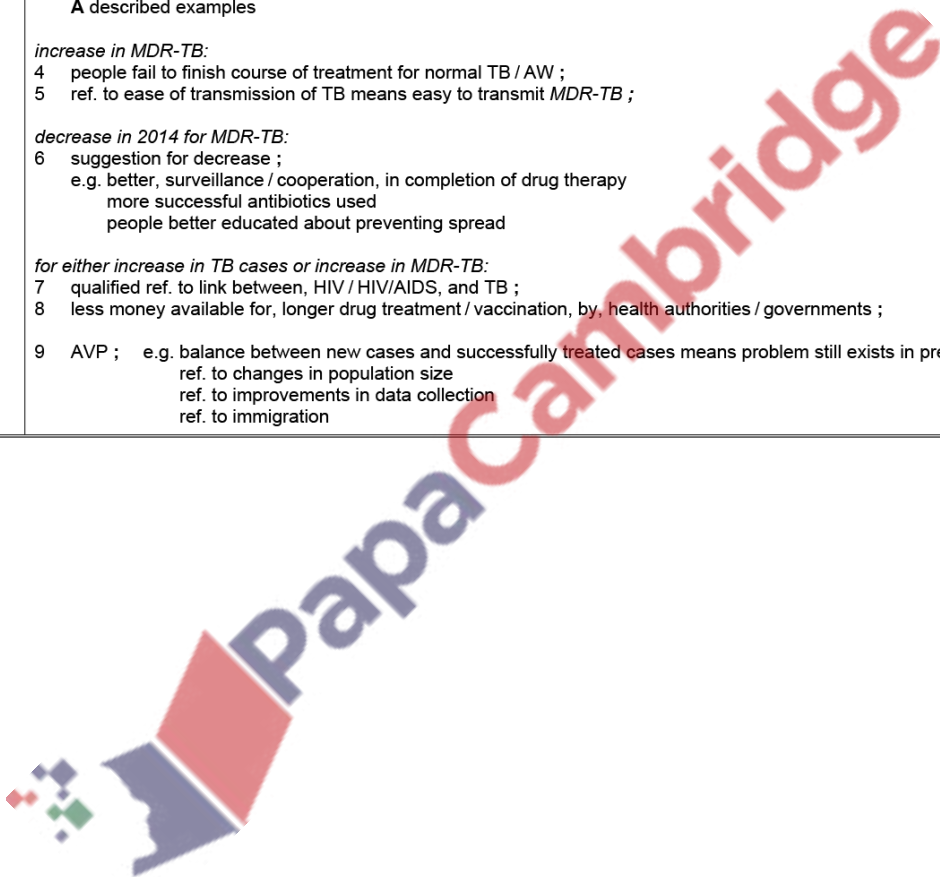 A described examples
increase in MDR-TB:
4 people fail to finish course of treatment for normal TB / AW ;
5 ref. to ease of transmission of TB means easy to transmit MDR-TB ;
decrease in 2014 for MDR-TB:
6 suggestion for decrease ;
e.g. better, surveillance / cooperation, in completion of drug therapy
more successful antibiotics used
people better educated about preventing spread
for either increase in TB cases or increase in MDR-TB:
7 qualified ref. to link between, HIV / HIV/AIDS, and TB ;
8 less money available for, longer drug treatment / vaccination, by, health authorities / governments ;
9 AVP ; e.g. balance between new cases and successfully treated cases means problem still exists in
ref. to changes in population size
ref. to improvements in data collection
ref. to immigration
PapaCambridge